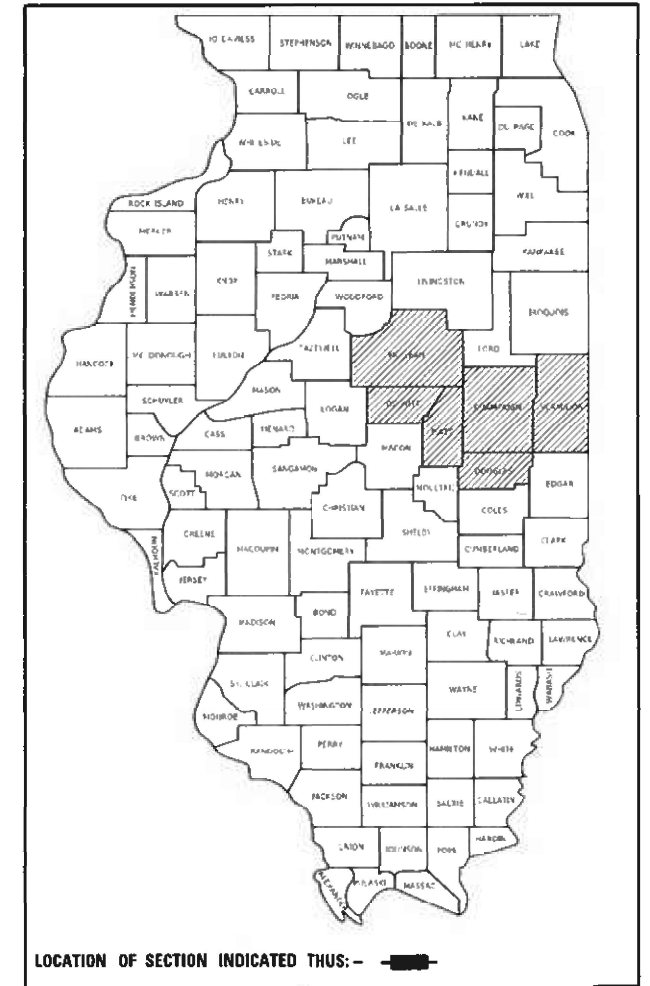 JO DAVIESS STEPHENSON WINNEBAGO BOONE MC HENRY LAKE
CARROLL OGLE DE KALB KANE DU PAGE COOK
WHITESIDE LEE
KENDALL
ROCK ISLAND HENRY BUREAU LA SALLE GRUNDY WILL
MERCER PUTNAM KANKAKEE
STARK MARSHALL
HENDERSON WARREN KNOX PEORIA WOODFORD LIVINGSTON IROQUOIS
HANCOCK MC DONOUGH FULTON TAZEWELL MC LEAN FORD
SCHUYLER MASON LOGAN DE WITT CHAMPAIGN VERMILION
ADAMS BROWN CASS MENARD PIATT
MACON
PIKE SCOTT MORGAN SANGAMON MOULTRIE DOUGLAS EDGAR
CHRISTIAN COLES
CALHOUN GREENE MACOUPIN MONTGOMERY SHELBY CUMBERLAND CLARK
JERSEY FAYETTE EFFINGHAM JASPER CRAWFORD
MADISON BOND
CLAY RICHLAND LAWRENCE
CLINTON MARION
ST. CLAIR WAYNE EDWARDS WABASH
MONROE WASHINGTON JEFFERSON
RANDOLPH PERRY HAMILTON WHITE
FRANKLIN
JACKSON WILLIAMSON SALINE GALLATIN
UNION JOHNSON POPE HARDIN
ALEXANDER PULASKI MASSAC
LOCATION OF SECTION INDICATED THUS: -